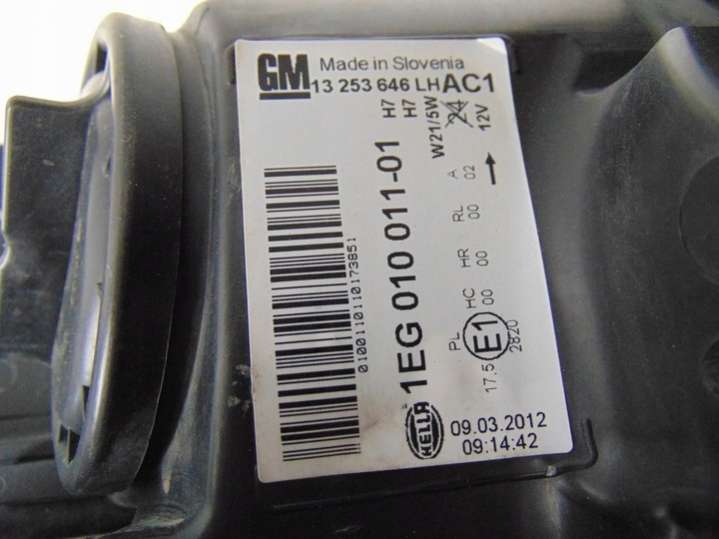 GM Made in Slovenia
13 253 646 LH AC1
H7
H7
W21/5W
24 12V
1EG 010 011-01
01001101110173851
PL HC HR RL A
17.5 00 00 00 02
E1
2820
HELLA
09.03.2012
09:14:42